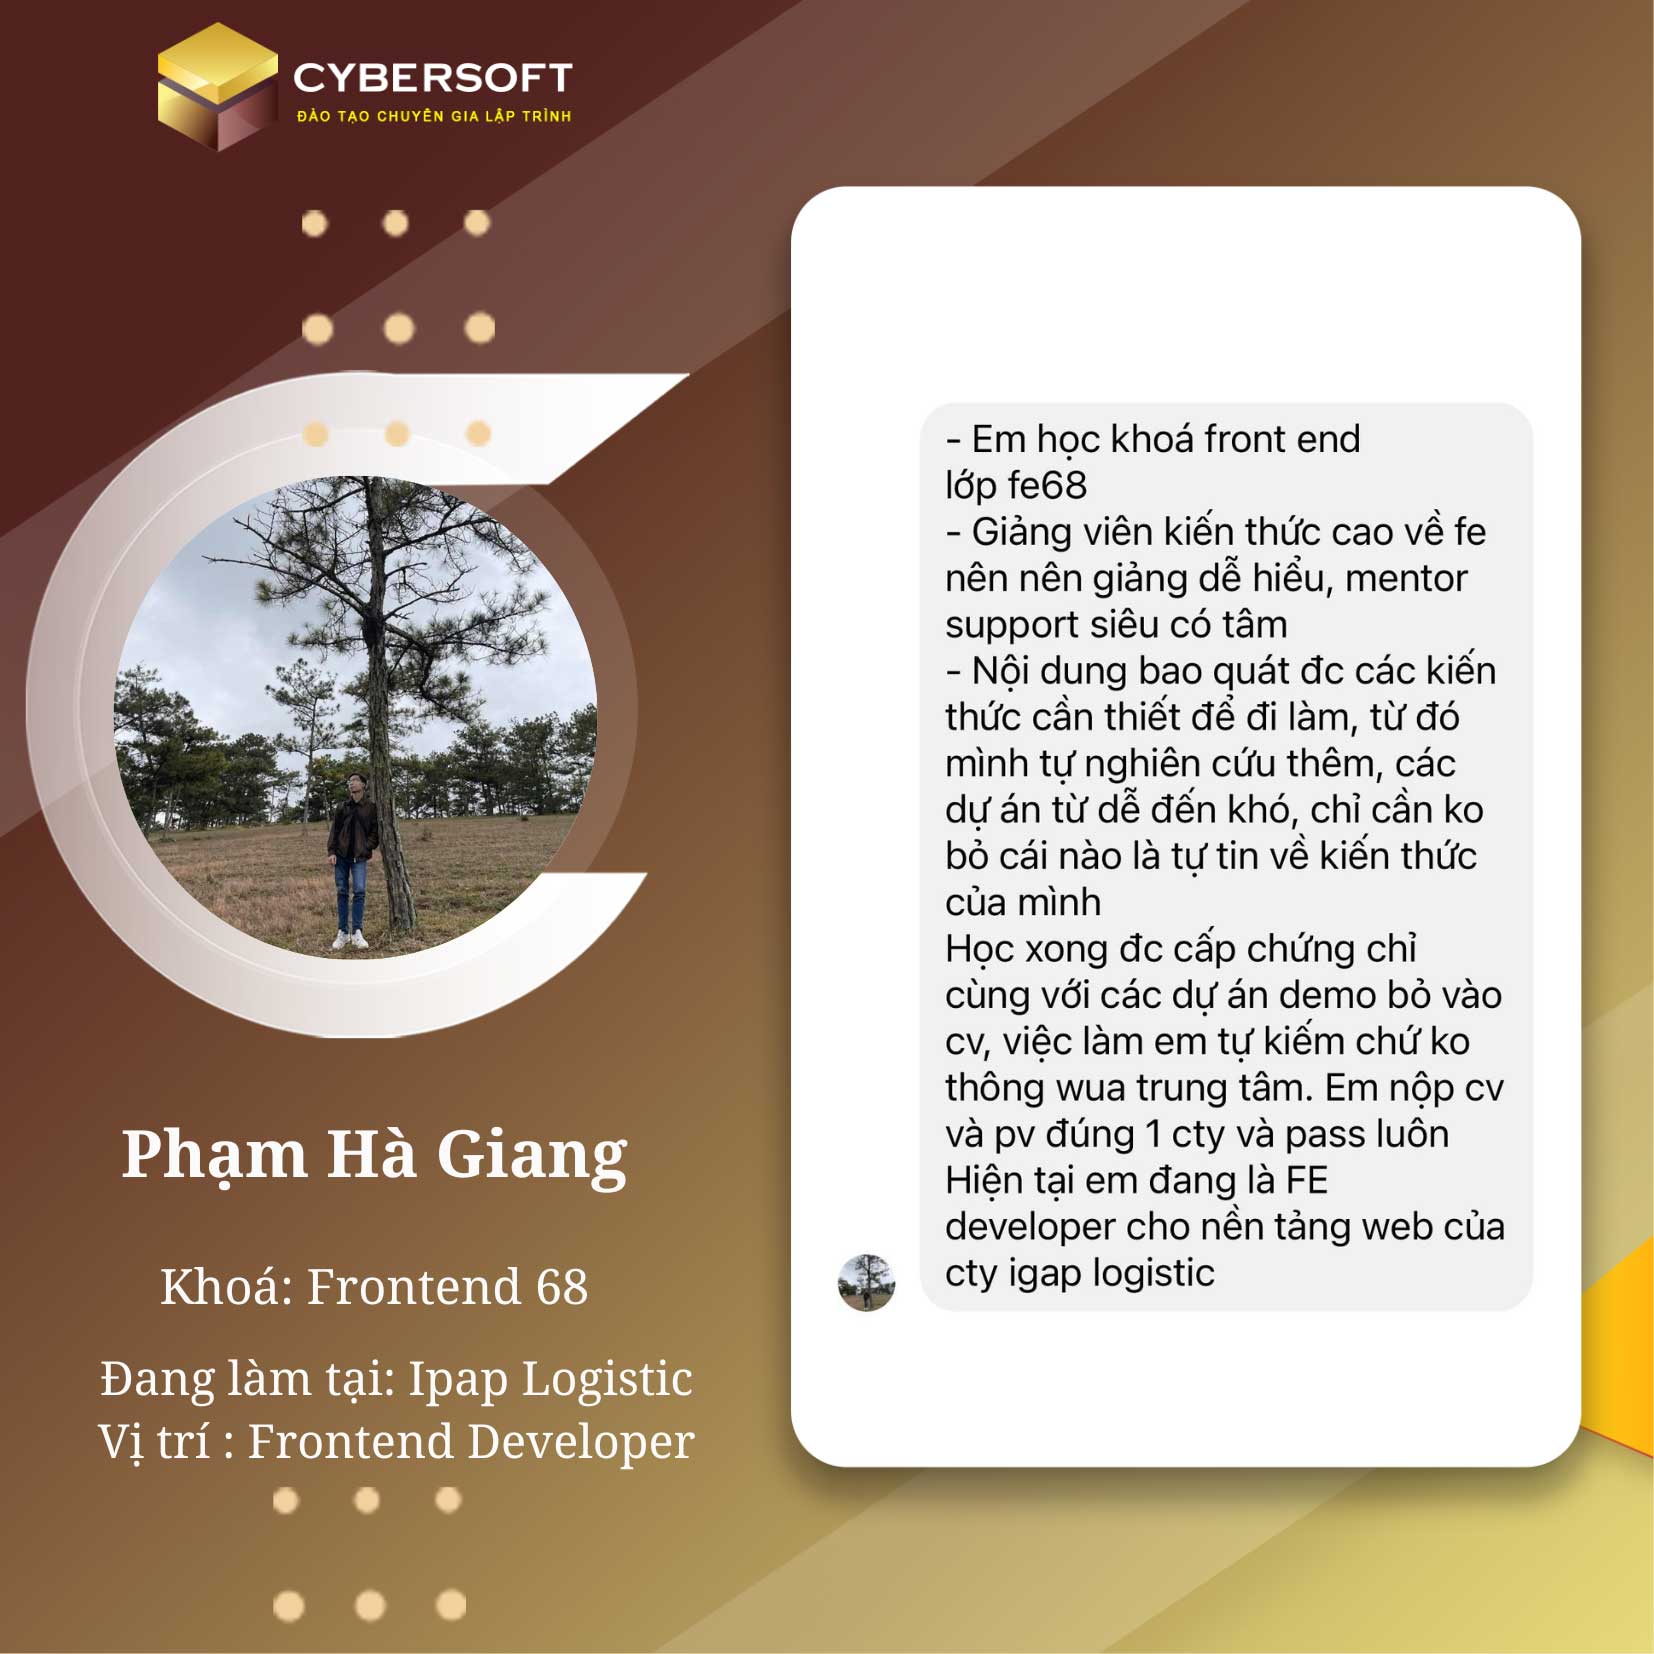 CYBERSOFT
ĐÀO TẠO CHUYÊN GIA LẬP TRÌNH
Phạm Hà Giang
Khoá: Frontend 68
Đang làm tại: Ipap Logistic
Vị trí : Frontend Developer
- Em học khoá front end
lớp fe68
- Giảng viên kiến thức cao về fe
nên nên giảng dễ hiểu, mentor
support siêu có tâm
- Nội dung bao quát đc các kiến
thức cần thiết để đi làm, từ đó
mình tự nghiên cứu thêm, các
dự án từ dễ đến khó, chỉ cần ko
bỏ cái nào là tự tin về kiến thức
của mình
Học xong đc cấp chứng chỉ
cùng với các dự án demo bỏ vào
cv, việc làm em tự kiếm chứ ko
thông wua trung tâm. Em nộp cv
và pv đúng 1 cty và pass luôn
Hiện tại em đang là FE
developer cho nền tảng web của
cty igap logistic